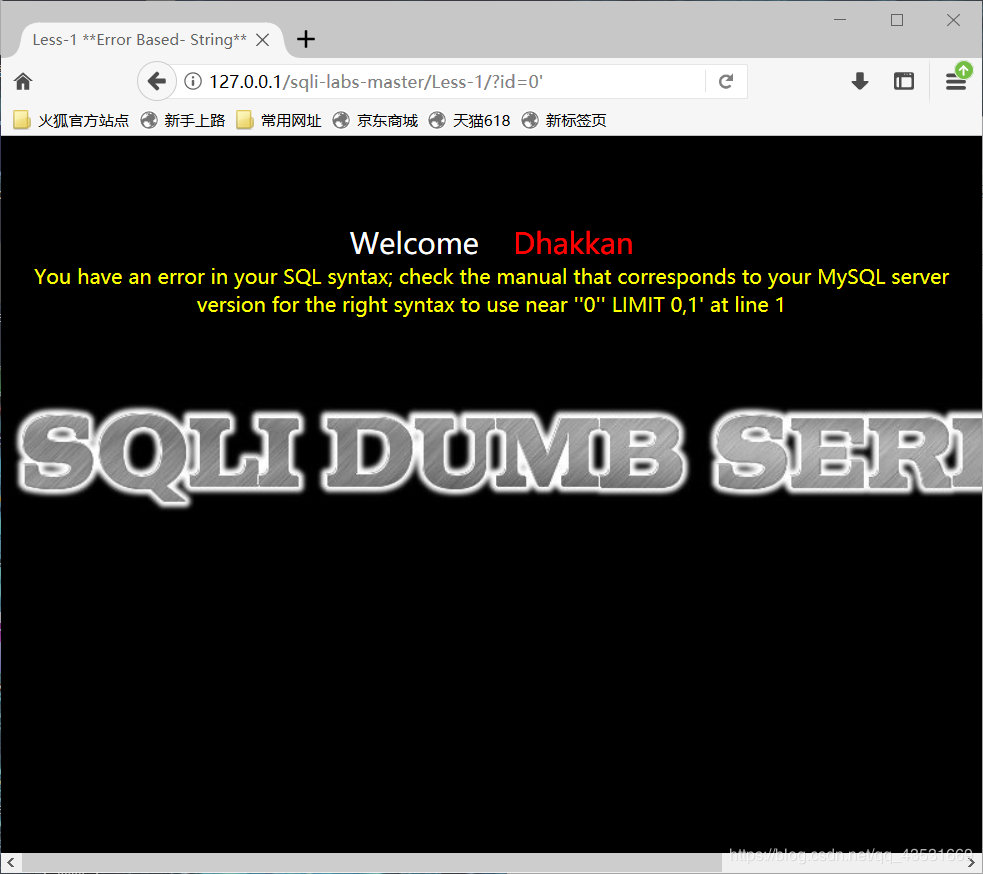 Less-1 **Error Based- String**
127.0.0.1/sqli-labs-master/Less-1/?id=0'
火狐官方站点 新手上路 常用网址 京东商城 天猫618 新标签页
Welcome Dhakkan
You have an error in your SQL syntax; check the manual that corresponds to your MySQL server
version for the right syntax to use near ''0'' LIMIT 0,1' at line 1
SQLI DUMB SERI
https://blog.csdn.net/qq_43531669